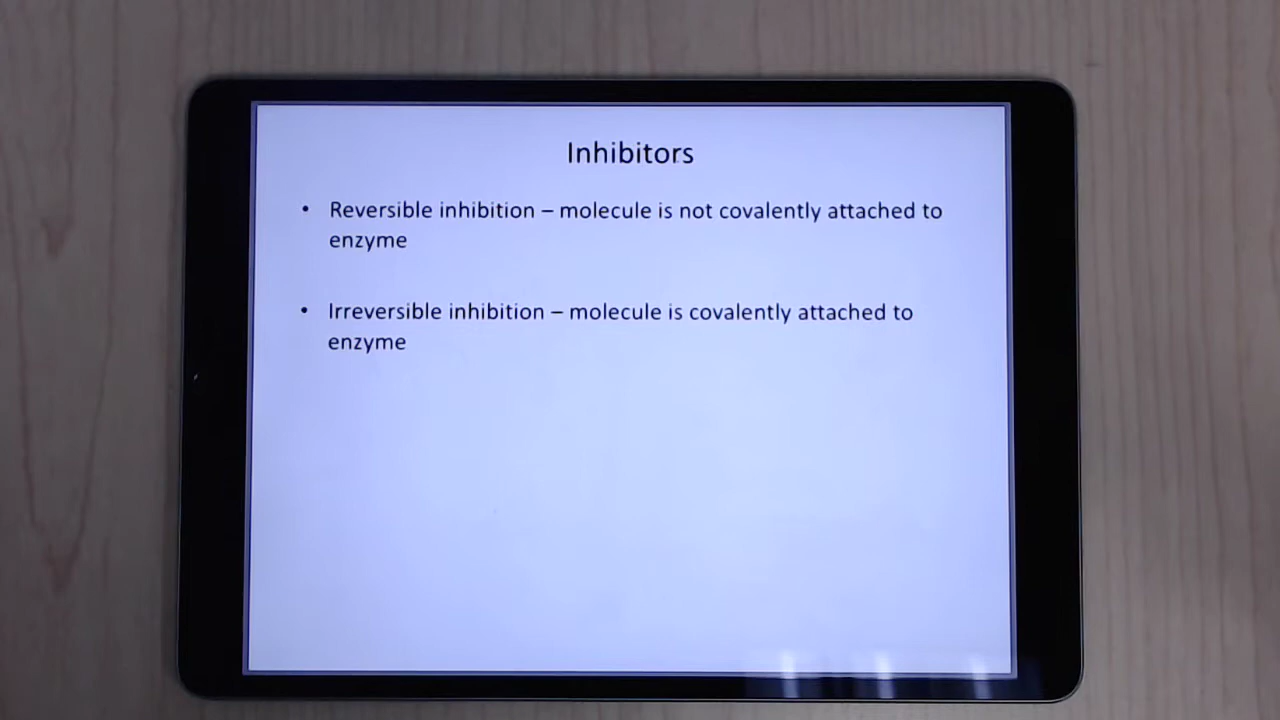 Inhibitors
• Reversible inhibition – molecule is not covalently attached to
enzyme
• Irreversible inhibition – molecule is covalently attached to
enzyme